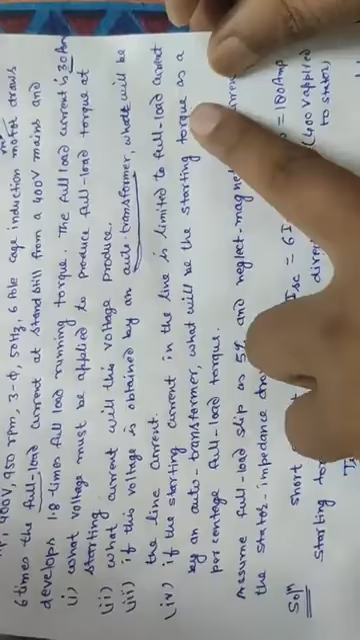 400V, 950 rpm, 3-ϕ, 50Hz, 6 Pole cage induction motor draws
6 times the full-load current at standstill from a 400V mains and
develops 1.8 times full load running torque. The full load current is 30Am
(i) what voltage must be applied to produce full-load torque at
starting
(ii) what current will this voltage produce.
(iii) if this voltage is obtained by an auto-transformer, what will be
the line current.
(iv) if the starting current in the line is limited to full-load current
by an auto-transformer, what will be the starting torque as a
percentage full-load torque.
Assume full-load slip as 5% and neglect magnet
the stator-impedance
Soln
short Isc = 6I = 180Amp
Starting direc (400V applied
to stator)